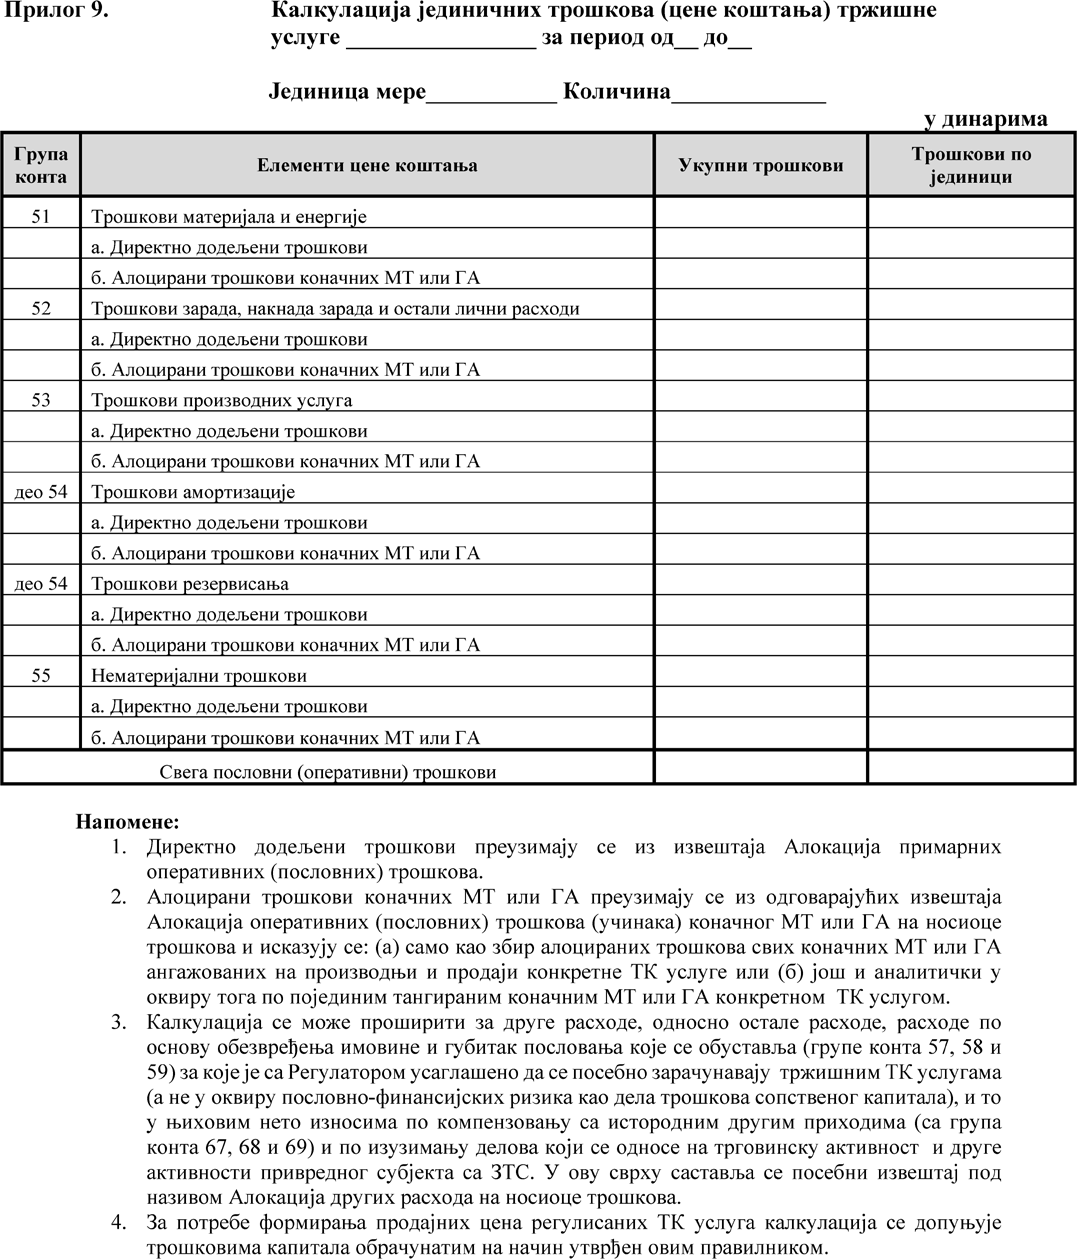 Прилог 9. Калкулација јединичних трошкова (цене коштања) тржишне
услуге ________________ за период од__ до__
Јединица мере___________ Количина_____________
у динарима
Група конта Елементи цене коштања Укупни трошкови Трошкови по јединици
51 Трошкови материјала и енергије
а. Директно додељени трошкови
б. Алоцирани трошкови коначних МТ или ГА
52 Трошкови зарада, накнада зарада и остали лични расходи
а. Директно додељени трошкови
б. Алоцирани трошкови коначних МТ или ГА
53 Трошкови производних услуга
а. Директно додељени трошкови
б. Алоцирани трошкови коначних МТ или ГА
део 54 Трошкови амортизације
а. Директно додељени трошкови
б. Алоцирани трошкови коначних МТ или ГА
део 54 Трошкови резервисања
а. Директно додељени трошкови
б. Алоцирани трошкови коначних МТ или ГА
55 Нематеријални трошкови
а. Директно додељени трошкови
б. Алоцирани трошкови коначних МТ или ГА
Свега пословни (оперативни) трошкови
Напомене:
1. Директно додељени трошкови преузимају се из извештаја Алокација примарних
оперативних (пословних) трошкова.
2. Алоцирани трошкови коначних МТ или ГА преузимају се из одговарајућих извештаја
Алокација оперативних (пословних) трошкова (учинака) коначног МТ или ГА на носиоце
трошкова и исказују се: (а) само као збир алоцираних трошкова свих коначних МТ или ГА
ангажованих на производњи и продаји конкретне ТК услуге или (б) још и аналитички у
оквиру тога по појединим тангираним коначним МТ или ГА конкретном ТК услугом.
3. Калкулација се може проширити за друге расходе, односно остале расходе, расходе по
основу обезвређења имовине и губитак пословања које се обуставља (групе конта 57, 58 и
59) за које је са Регулатором усаглашено да се посебно зарачунавају тржишним ТК услугама
(а не у оквиру пословно-финансијских ризика као дела трошкова сопственог капитала), и то
у њиховим нето износима по компензовању са истородним другим приходима (са група
конта 67, 68 и 69) и по изузимању делова који се односе на трговинску активност и друге
активности привредног субјекта са ЗТС. У ову сврху саставља се посебни извештај под
називом Алокација других расхода на носиоце трошкова.
4. За потребе формирања продајних цена регулисаних ТК услуга калкулација се допуњује
трошковима капитала обрачунатим на начин утврђен овим правилником.